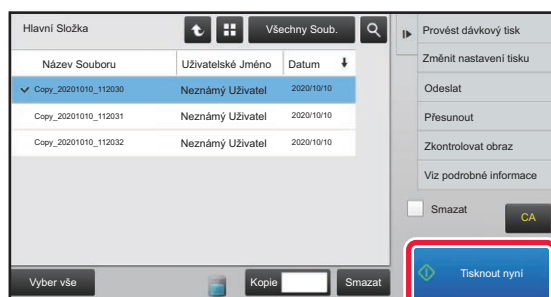 Hlavní Složka
Všechny Soub.
Název Souboru Uživatelské Jméno Datum
Copy_20201010_112030 Neznámý Uživatel 2020/10/10
Copy_20201010_112031 Neznámý Uživatel 2020/10/10
Copy_20201010_112032 Neznámý Uživatel 2020/10/10
Vyber vše Kopie Smazat
Provést dávkový tisk
Změnit nastavení tisku
Odeslat
Přesunout
Zkontrolovat obraz
Viz podrobné informace
Smazat
CA
Tisknout nyní